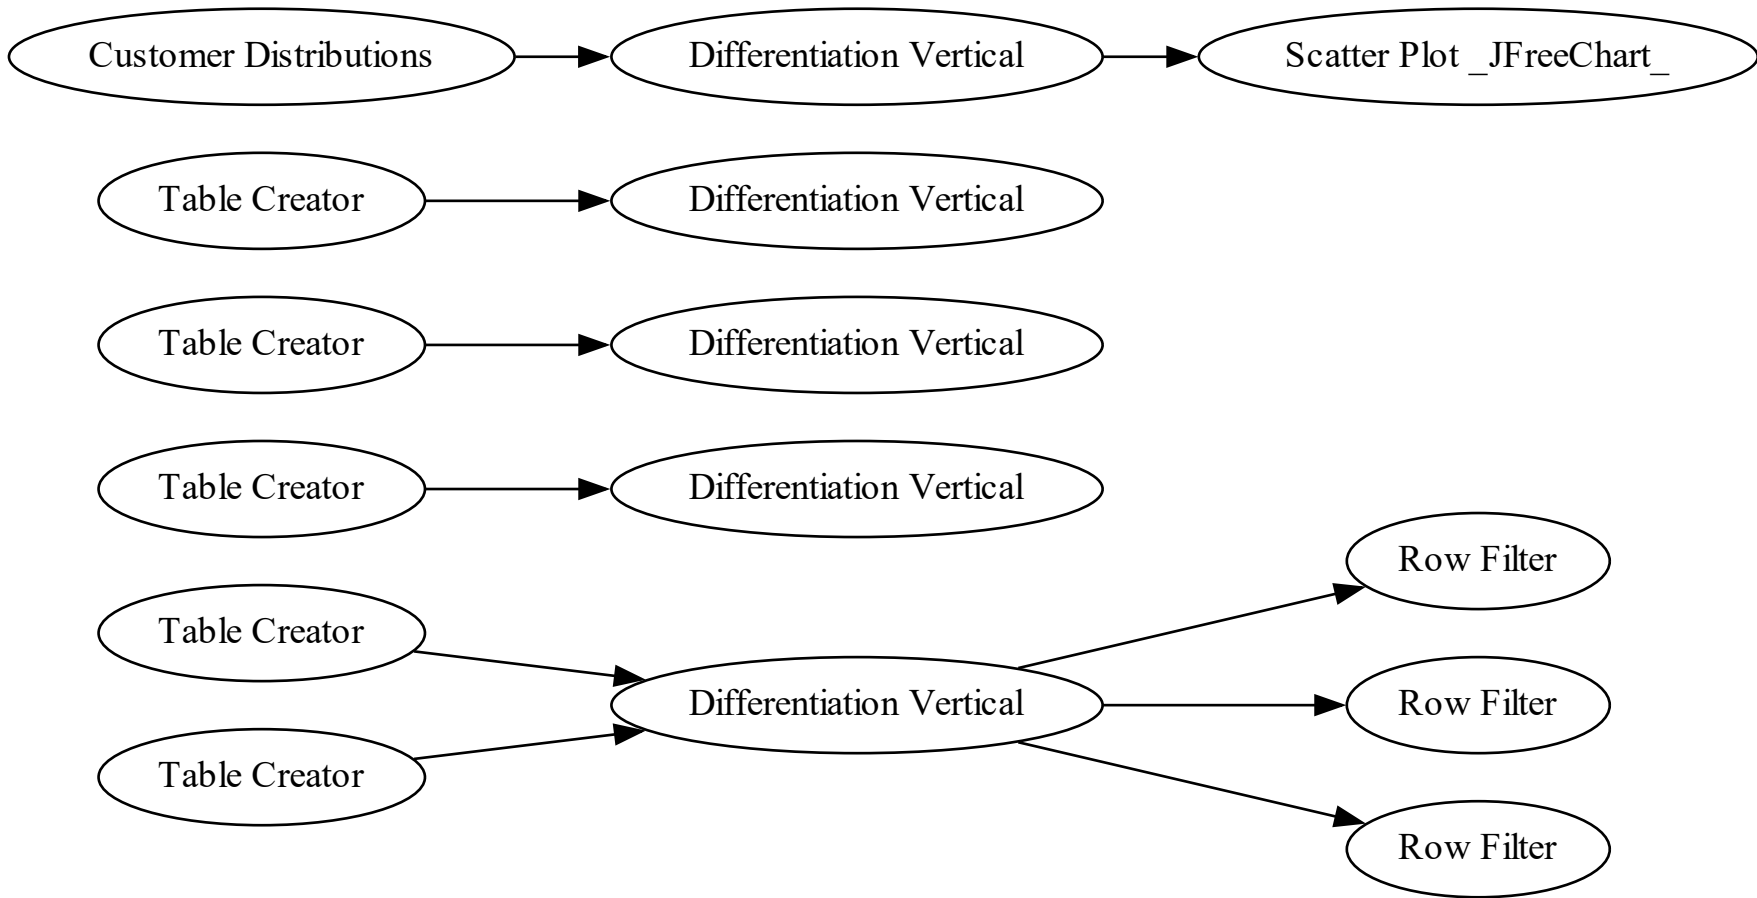 Customer Distributions
Differentiation Vertical
Scatter Plot _JFreeChart_
Table Creator
Differentiation Vertical
Table Creator
Differentiation Vertical
Table Creator
Differentiation Vertical
Row Filter
Table Creator
Differentiation Vertical
Row Filter
Table Creator
Row Filter